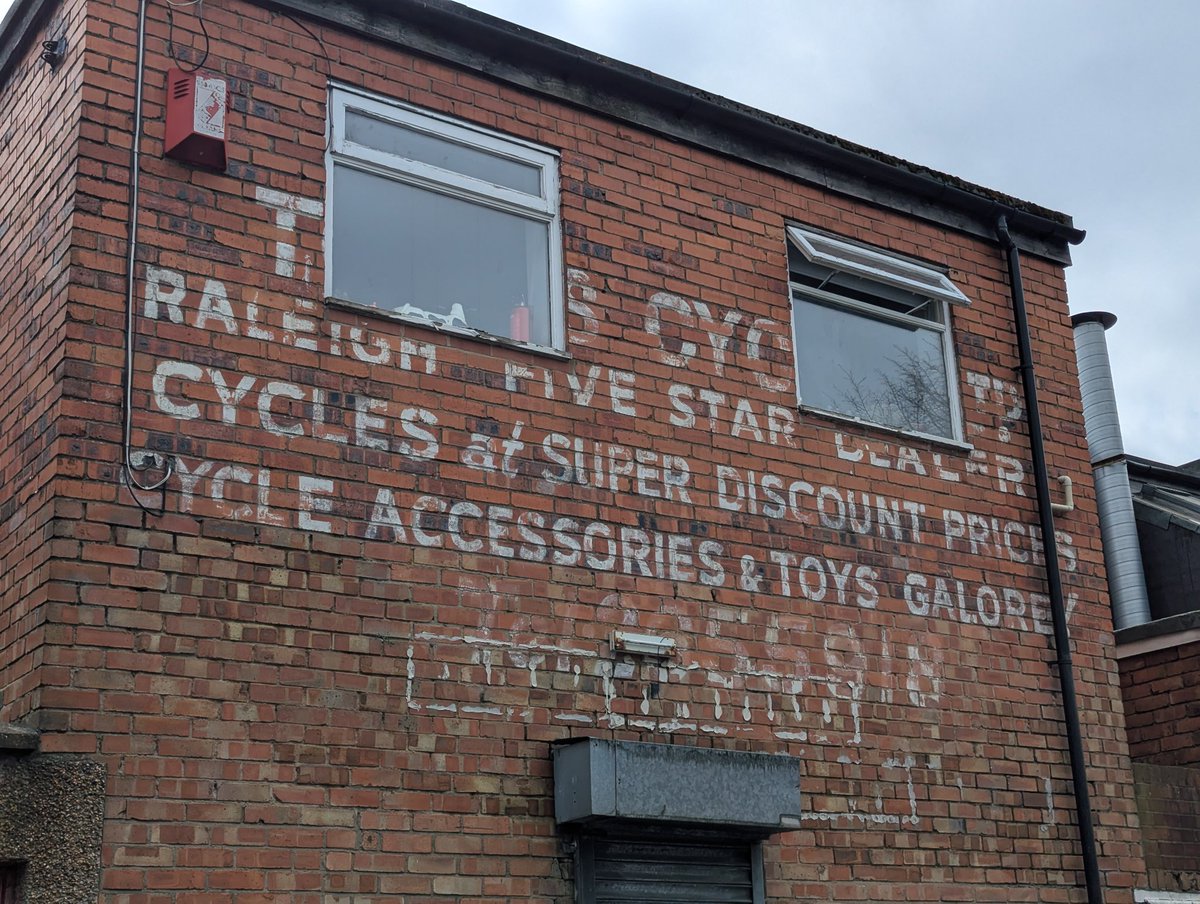 RALEIGH FIVE STAR DEALER
CYCLES at SUPER DISCOUNT PRICES
CYCLE ACCESSORIES & TOYS GALORE